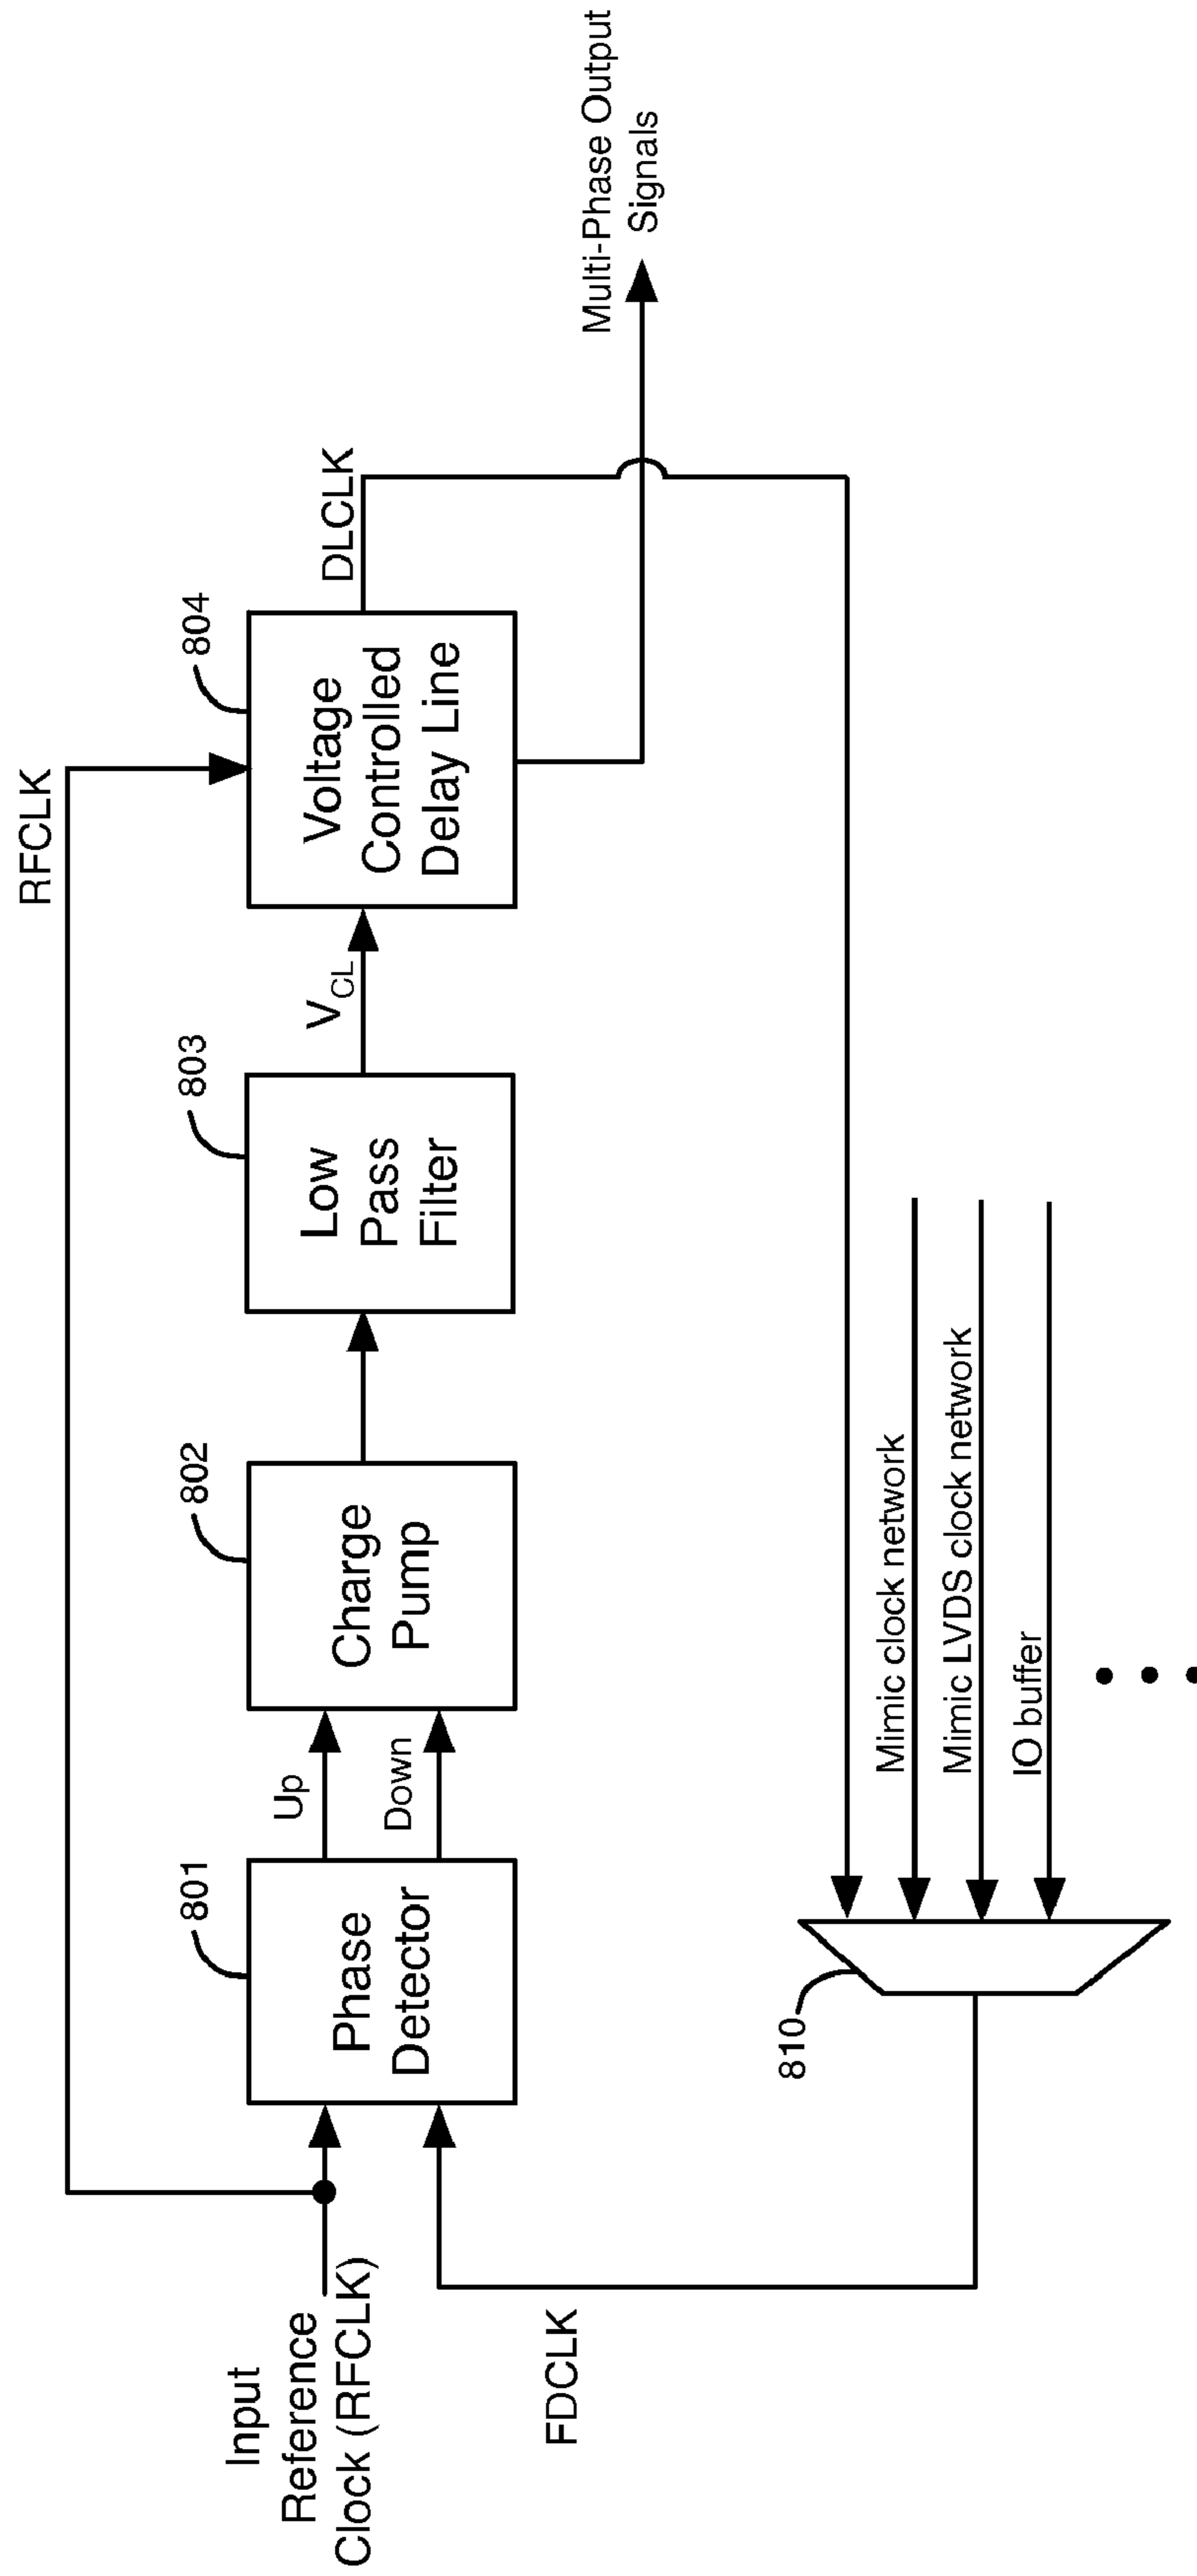 RFCLK
Input
Reference
Clock (RFCLK)
801
Phase
Detector
Up
Down
802
Charge
Pump
803
Low
Pass
Filter
VCL
804
Voltage
Controlled
Delay Line
DLCLK
Multi-Phase Output
Signals
FDCLK
810
Mimic clock network
Mimic LVDS clock network
IO buffer